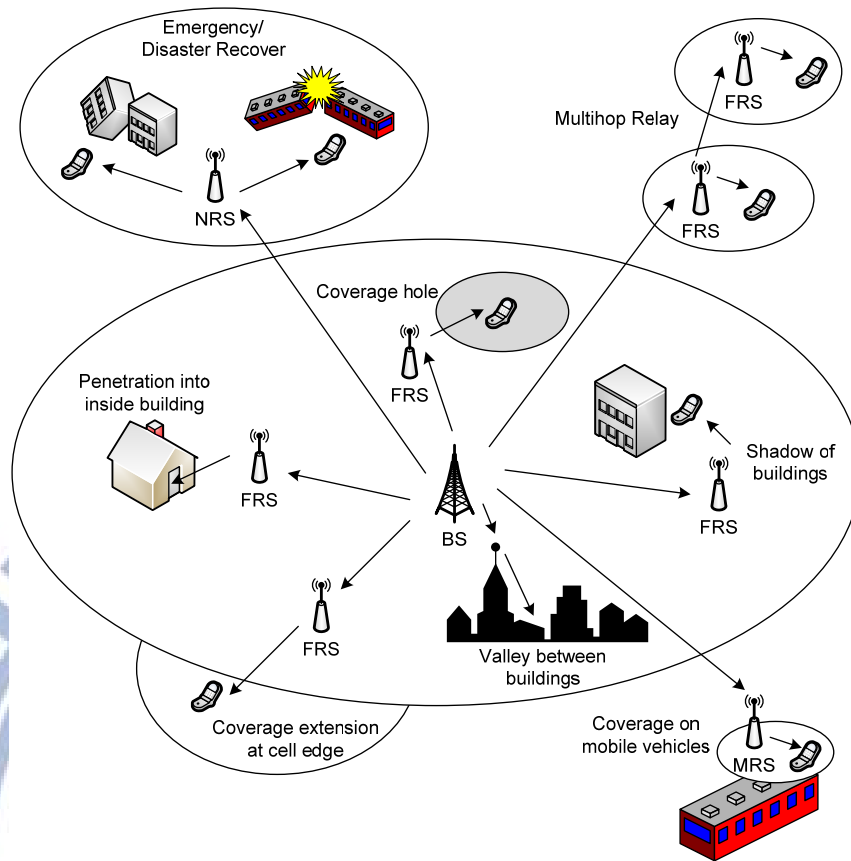 Emergency/
Disaster Recover
NRS
Multihop Relay
FRS
FRS
Coverage hole
FRS
Penetration into
inside building
FRS
Shadow of
buildings
FRS
BS
FRS
Valley between
buildings
Coverage extension
at cell edge
Coverage on
mobile vehicles
MRS